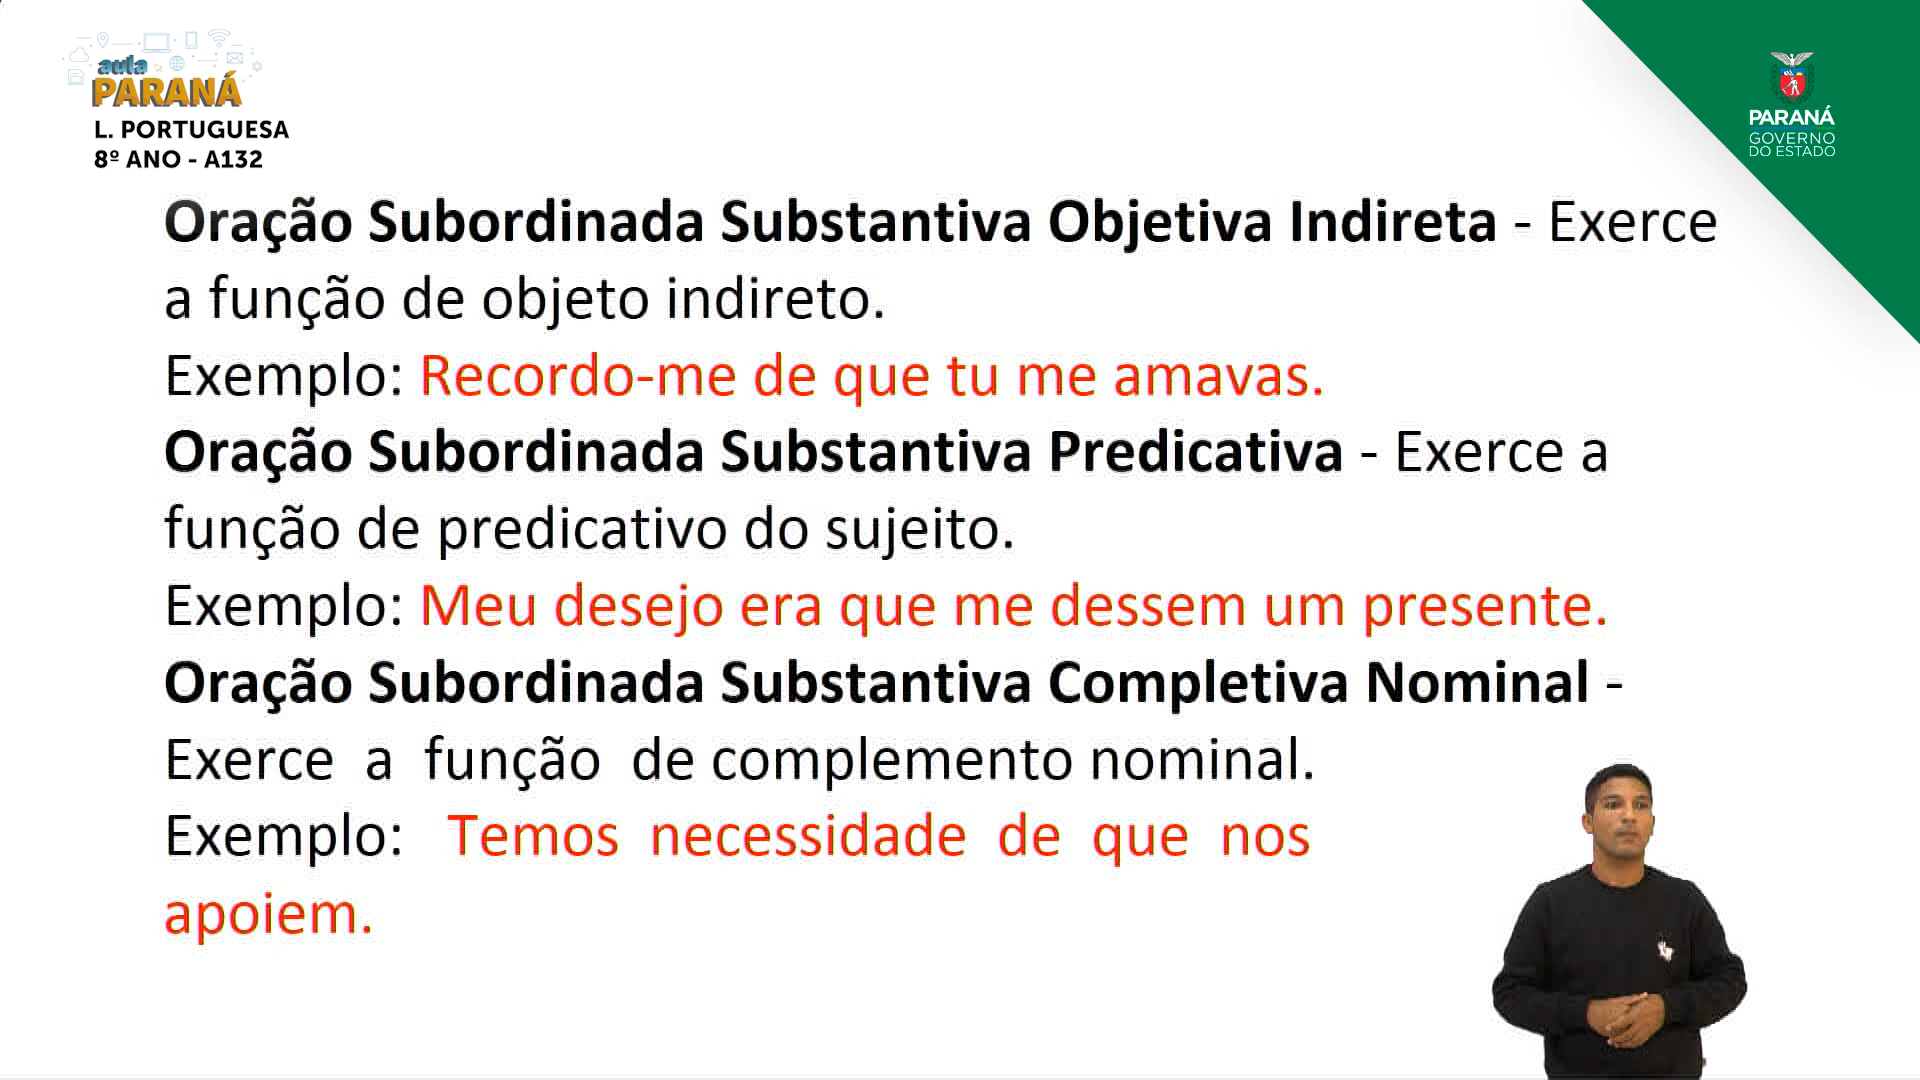 aula
PARANÁ
L. PORTUGUESA
8º ANO - A132
PARANÁ
GOVERNO
DO ESTADO
Oração Subordinada Substantiva Objetiva Indireta - Exerce
a função de objeto indireto.
Exemplo: Recordo-me de que tu me amavas.
Oração Subordinada Substantiva Predicativa - Exerce a
função de predicativo do sujeito.
Exemplo: Meu desejo era que me dessem um presente.
Oração Subordinada Substantiva Completiva Nominal -
Exerce a função de complemento nominal.
Exemplo: Temos necessidade de que nos
apoiem.